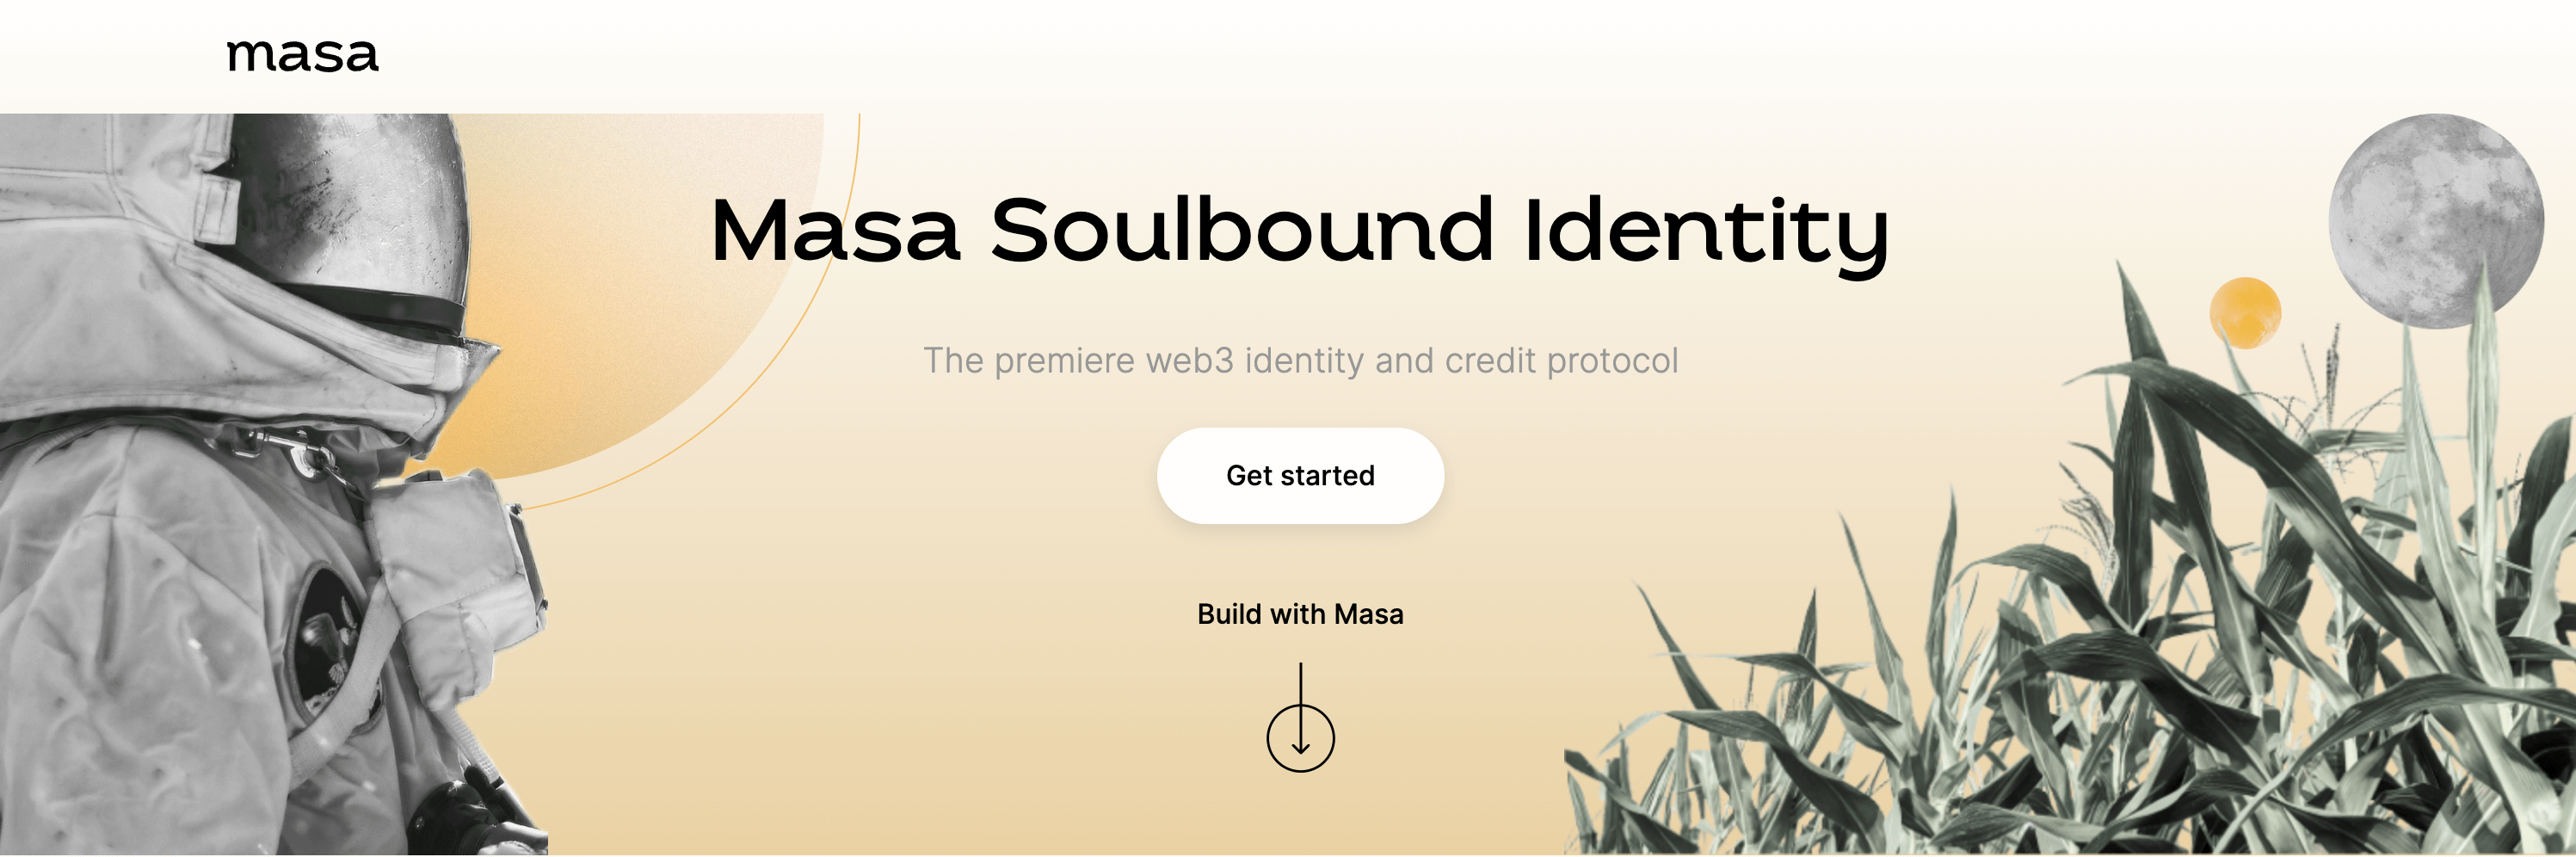 masa
Masa Soulbound Identity
The premiere web3 identity and credit protocol
Get started
Build with Masa